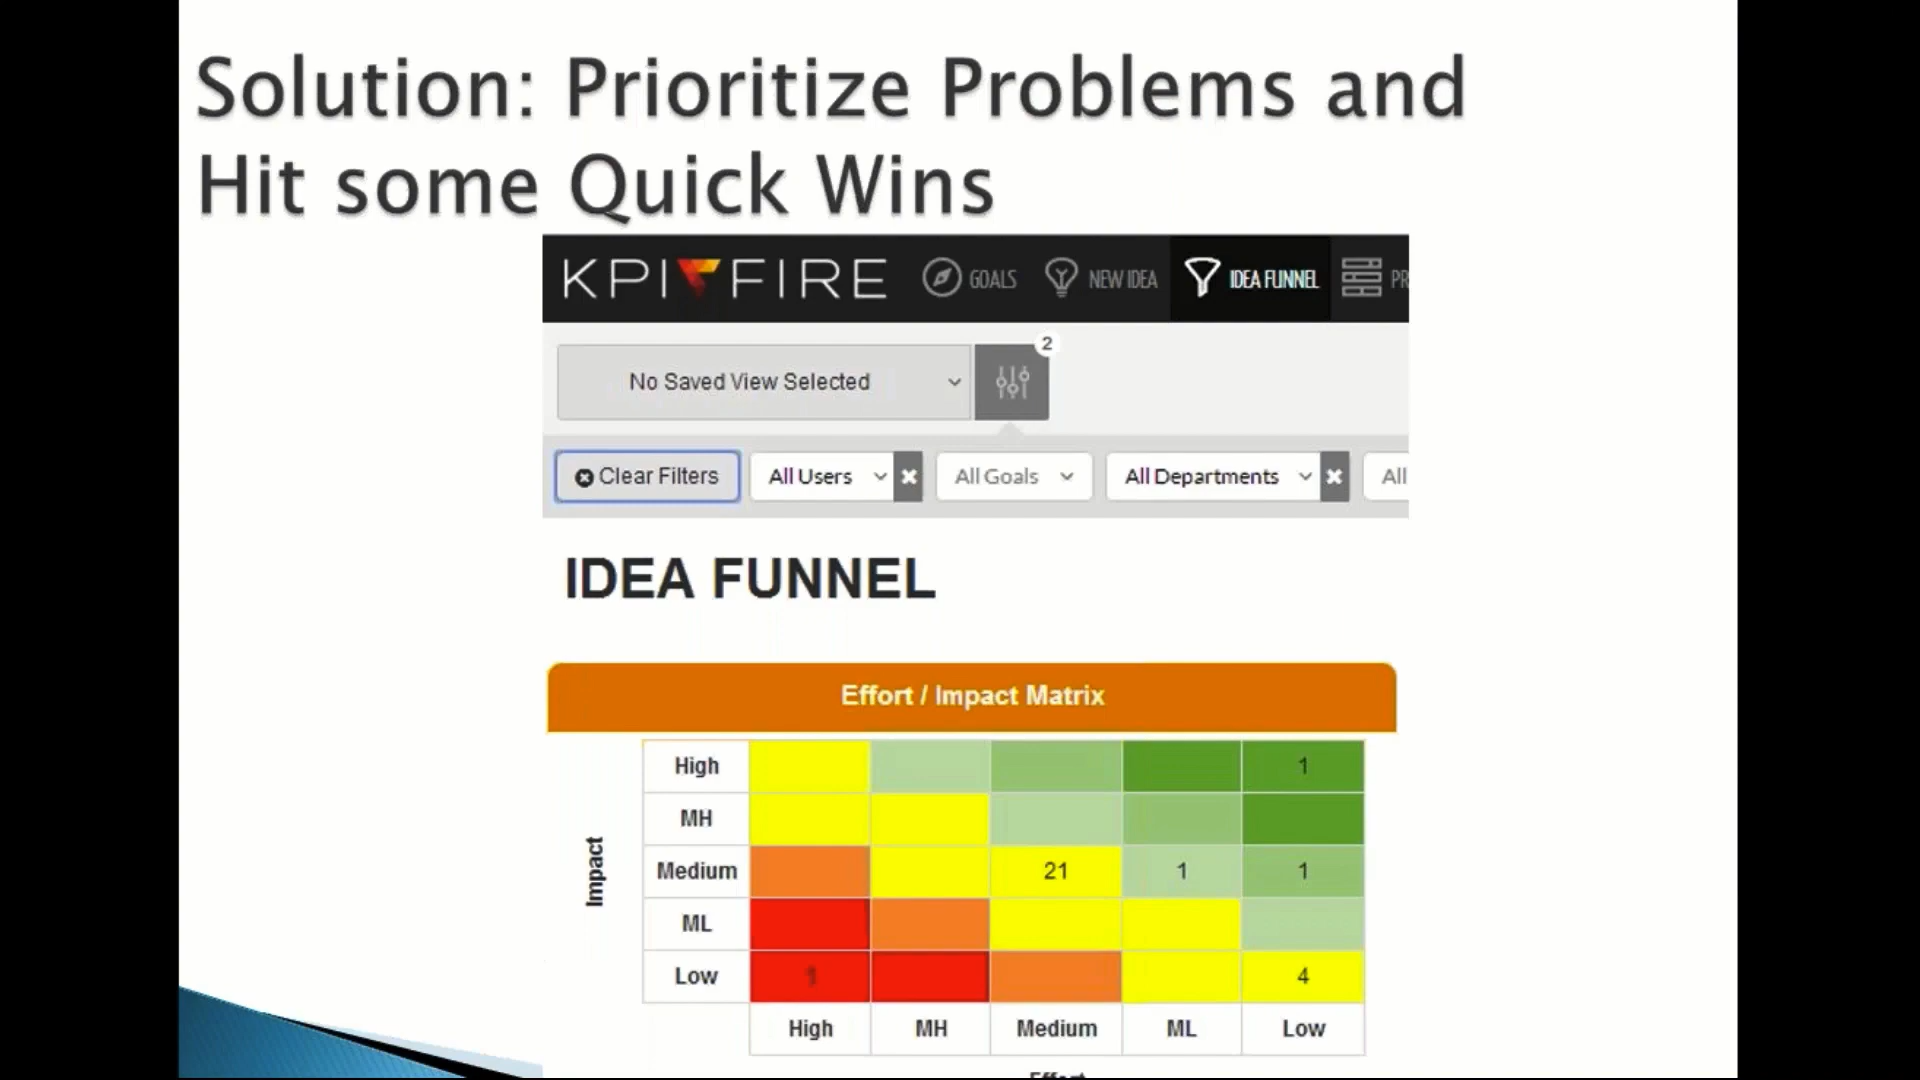 Solution: Prioritize Problems and
Hit some Quick Wins
KPI FIRE GOALS NEW IDEA IDEA FUNNEL PR
2
No Saved View Selected
Clear Filters All Users All Goals All Departments All
IDEA FUNNEL
Effort / Impact Matrix
Impact
High 1
MH
Medium 21 1 1
ML
Low 1 4
High MH Medium ML Low
Effort